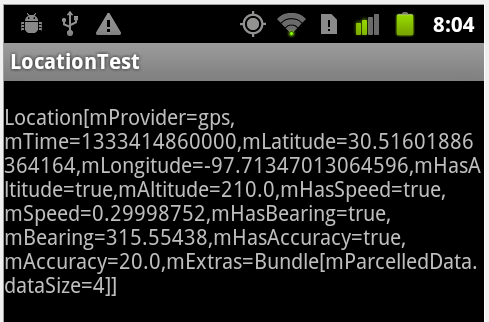 8:04
LocationTest
Location[mProvider=gps,
mTime=1333414860000,mLatitude=30.51601886
364164,mLongitude=-97.71347013064596,mHasA
ltitude=true,mAltitude=210.0,mHasSpeed=true,
mSpeed=0.29998752,mHasBearing=true,
mBearing=315.55438,mHasAccuracy=true,
mAccuracy=20.0,mExtras=Bundle[mParcelledData.
dataSize=4]]